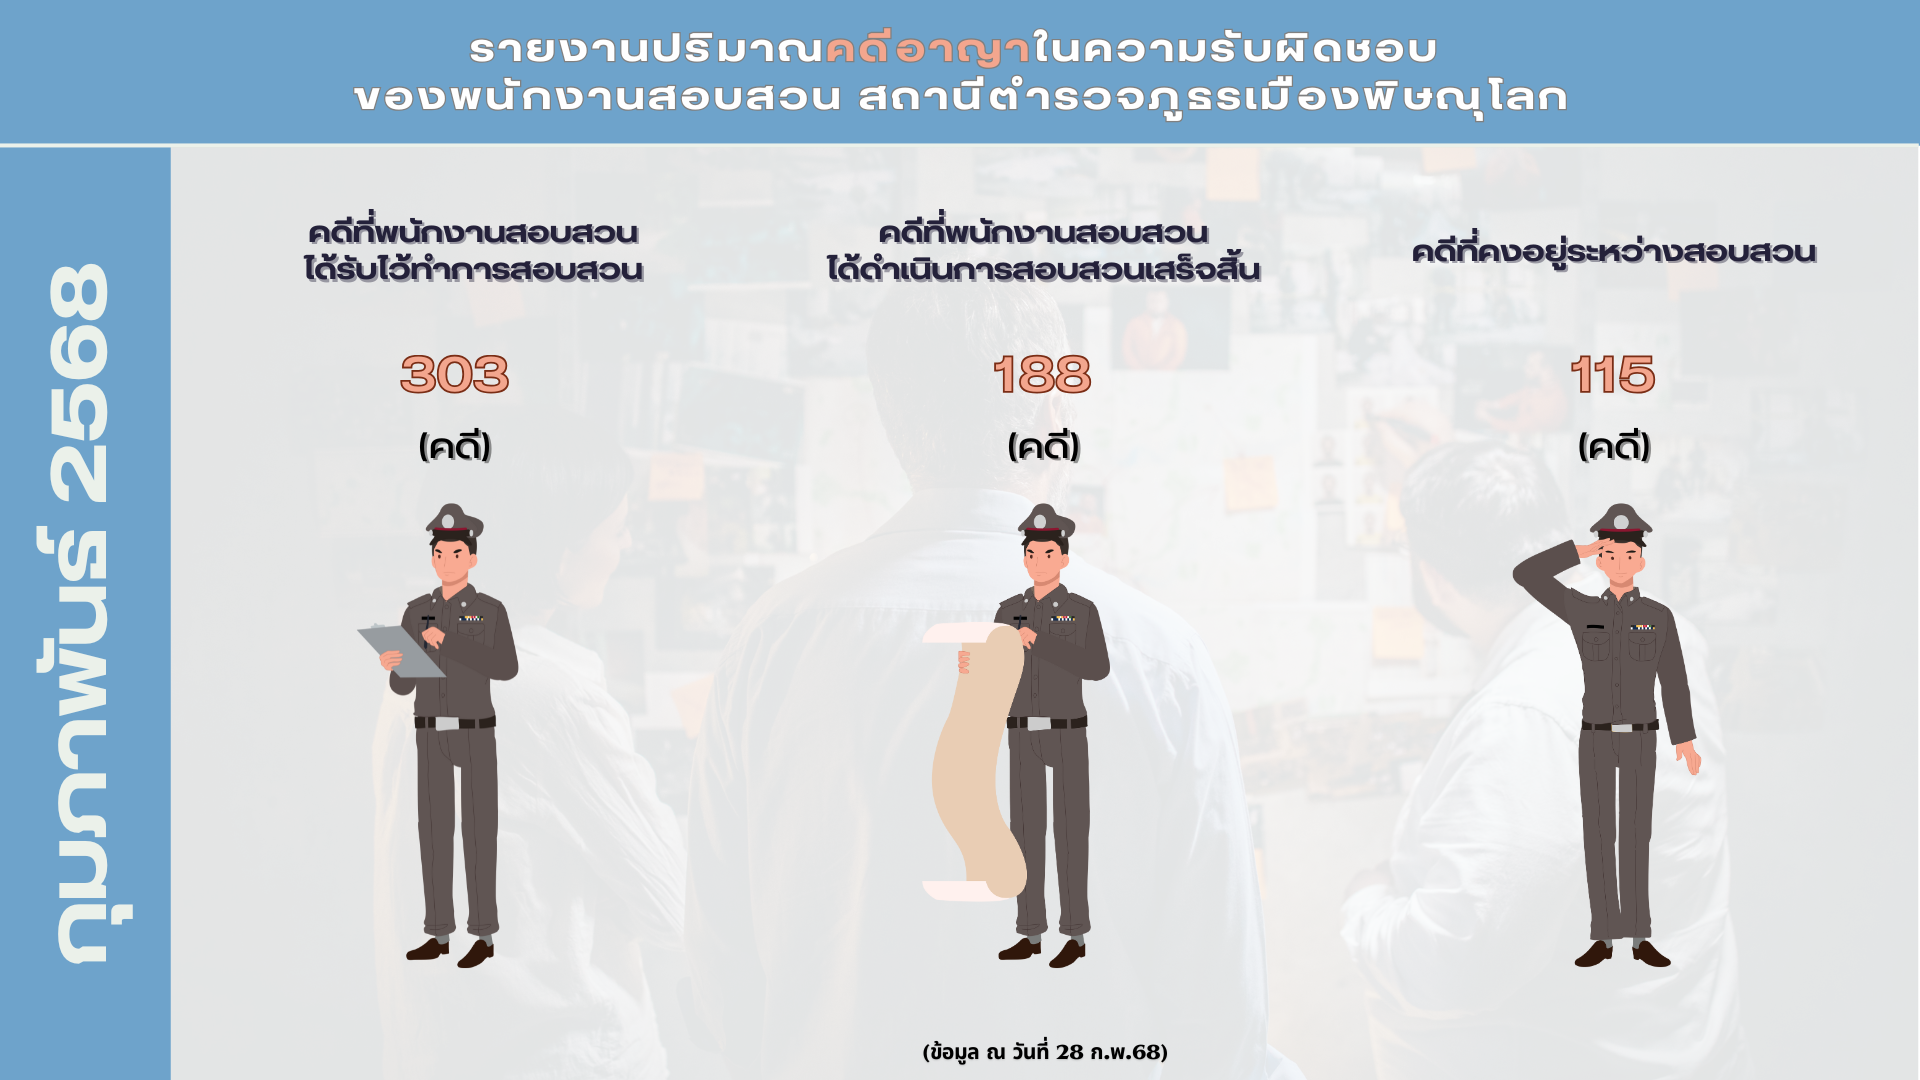 รายงานปริมาณคดีอาญาในความรับผิดชอบ
ของพนักงานสอบสวน สถานีตำรวจภูธรเมืองพิษณุโลก
กุมภาพันธ์ 2568
คดีที่พนักงานสอบสวน
ได้รับไว้ทำการสอบสวน
303
(คดี)
คดีที่พนักงานสอบสวน
ได้ดำเนินการสอบสวนเสร็จสิ้น
188
(คดี)
คดีที่คงอยู่ระหว่างสอบสวน
115
(คดี)
(ข้อมูล ณ วันที่ 28 ก.พ.68)